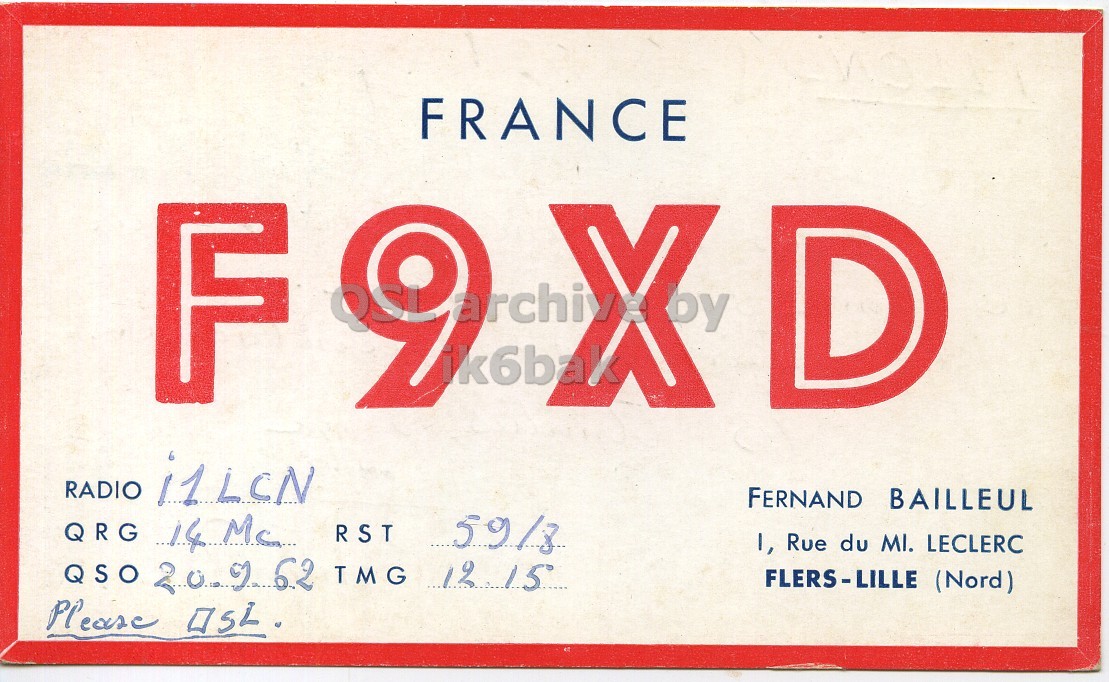 FRANCE
F9XD
QSL archive by
ik6bak
RADIO i1LCN
QRG 14 Mc RST 59/8
QSO 20.9.62 TMG 12.15
Please QSL.
FERNAND BAILLEUL
1, Rue du Ml. LECLERC
FLERS-LILLE (Nord)